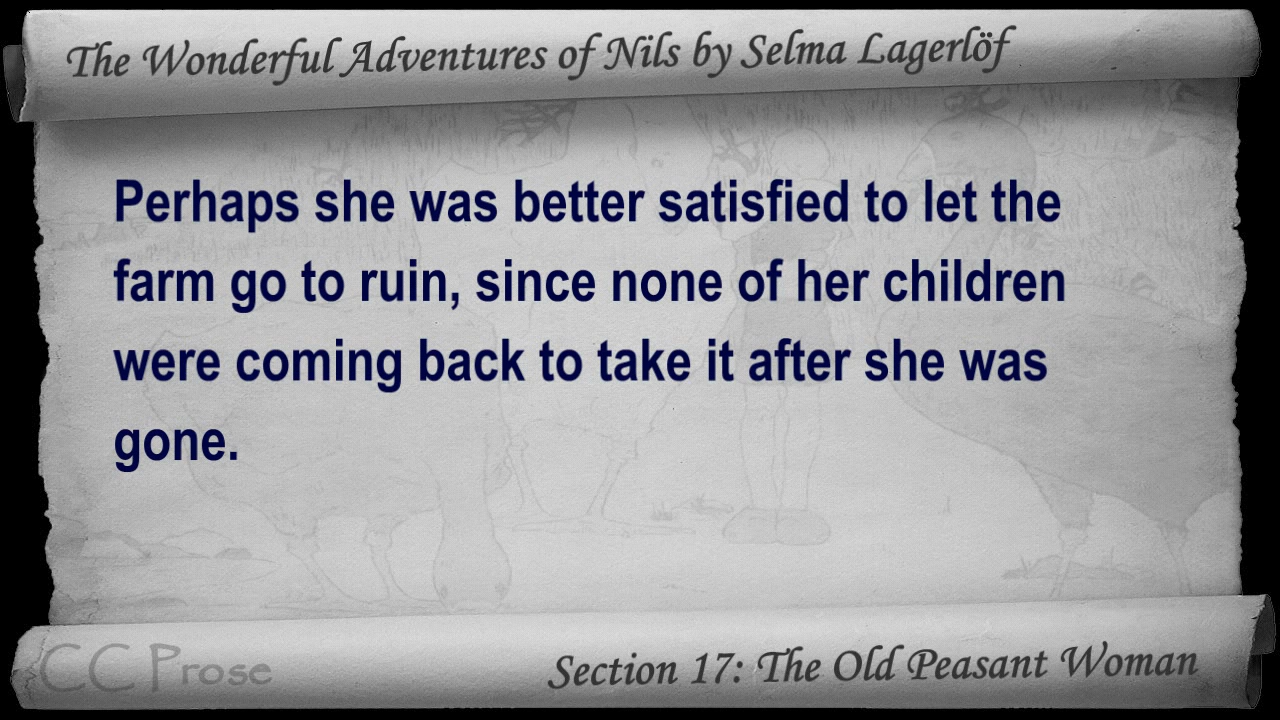 The Wonderful Adventures of Nils by Selma Lagerlöf
Perhaps she was better satisfied to let the
farm go to ruin, since none of her children
were coming back to take it after she was
gone.
CC Prose
Section 17: The Old Peasant Woman